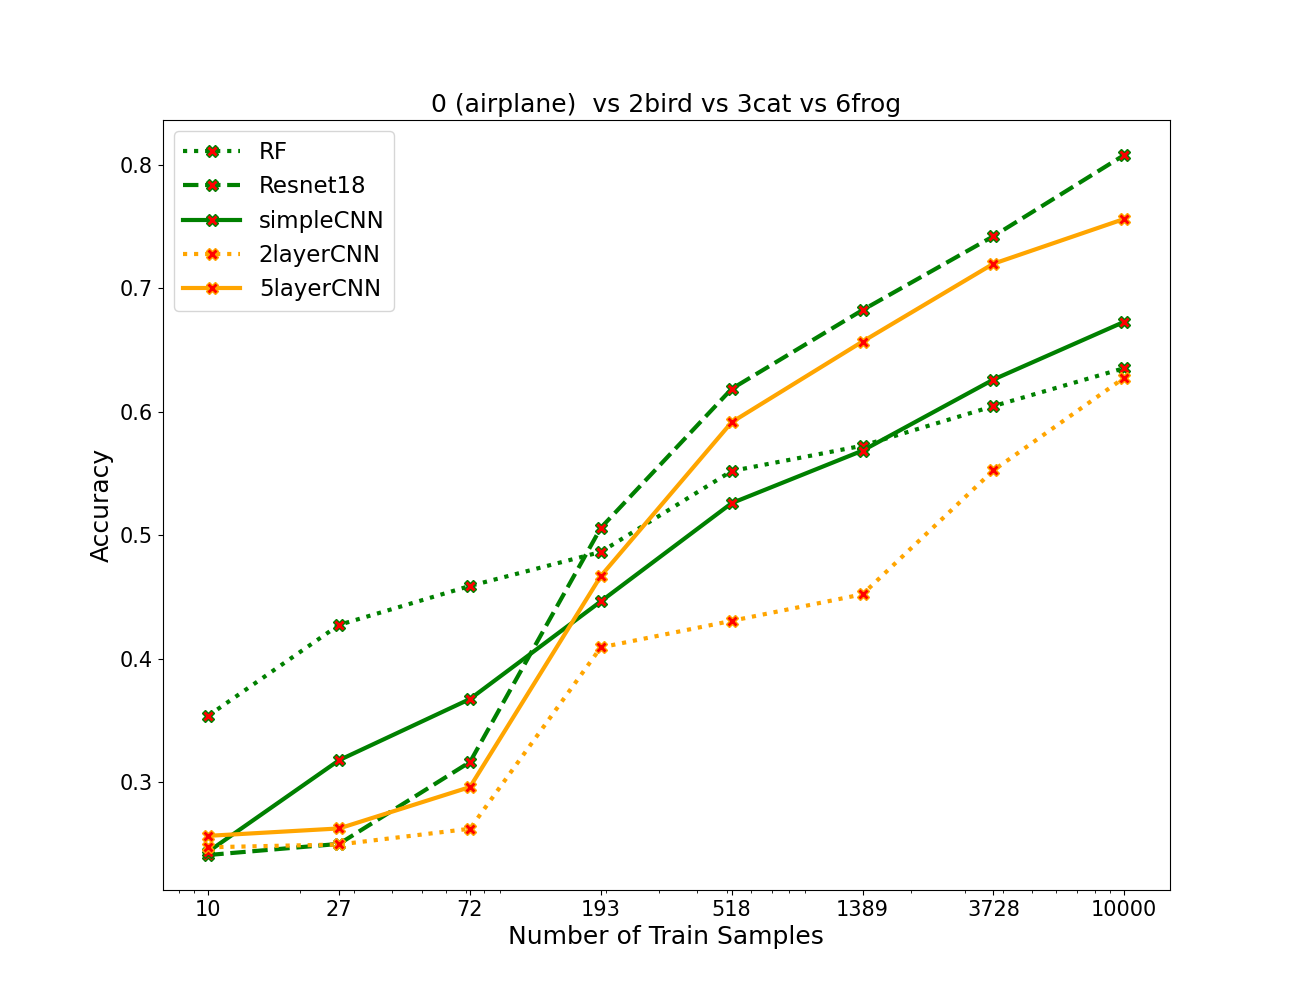 0 (airplane)  vs 2bird vs 3cat vs 6frog
RF
Resnet18
simpleCNN
2layerCNN
5layerCNN
0.8
0.7
0.6
0.5
0.4
0.3
Accuracy
10 27 72 193 518 1389 3728 10000
Number of Train Samples